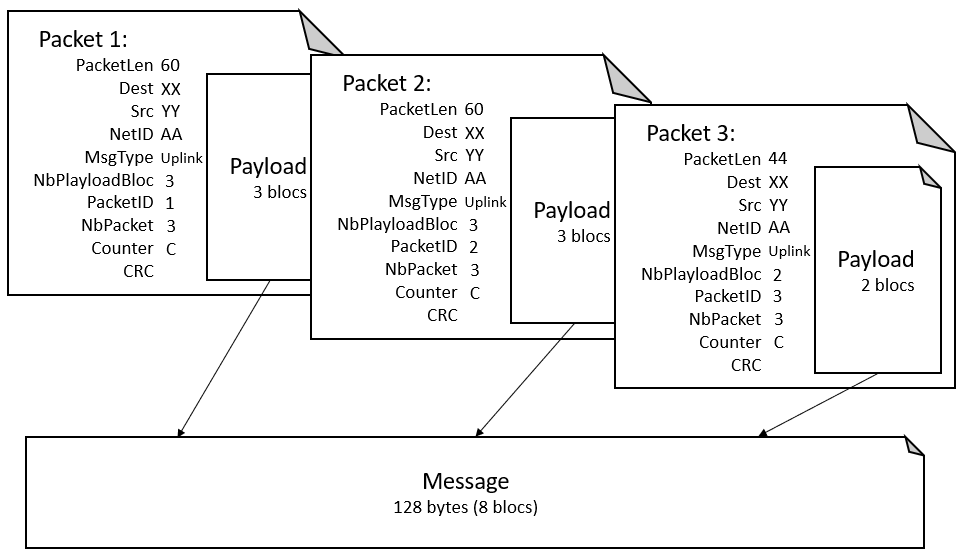 Packet 1:
PacketLen 60
Dest XX
Src YY
NetID AA
MsgType Uplink
NbPlayloadBloc 3
PacketID 1
NbPacket 3
Counter C
CRC
Payload
3 blocs
Packet 2:
PacketLen 60
Dest XX
Src YY
NetID AA
MsgType Uplink
NbPlayloadBloc 3
PacketID 2
NbPacket 3
Counter C
CRC
Payload
3 blocs
Packet 3:
PacketLen 44
Dest XX
Src YY
NetID AA
MsgType Uplink
NbPlayloadBloc 2
PacketID 3
NbPacket 3
Counter C
CRC
Payload
2 blocs
Message
128 bytes (8 blocs)